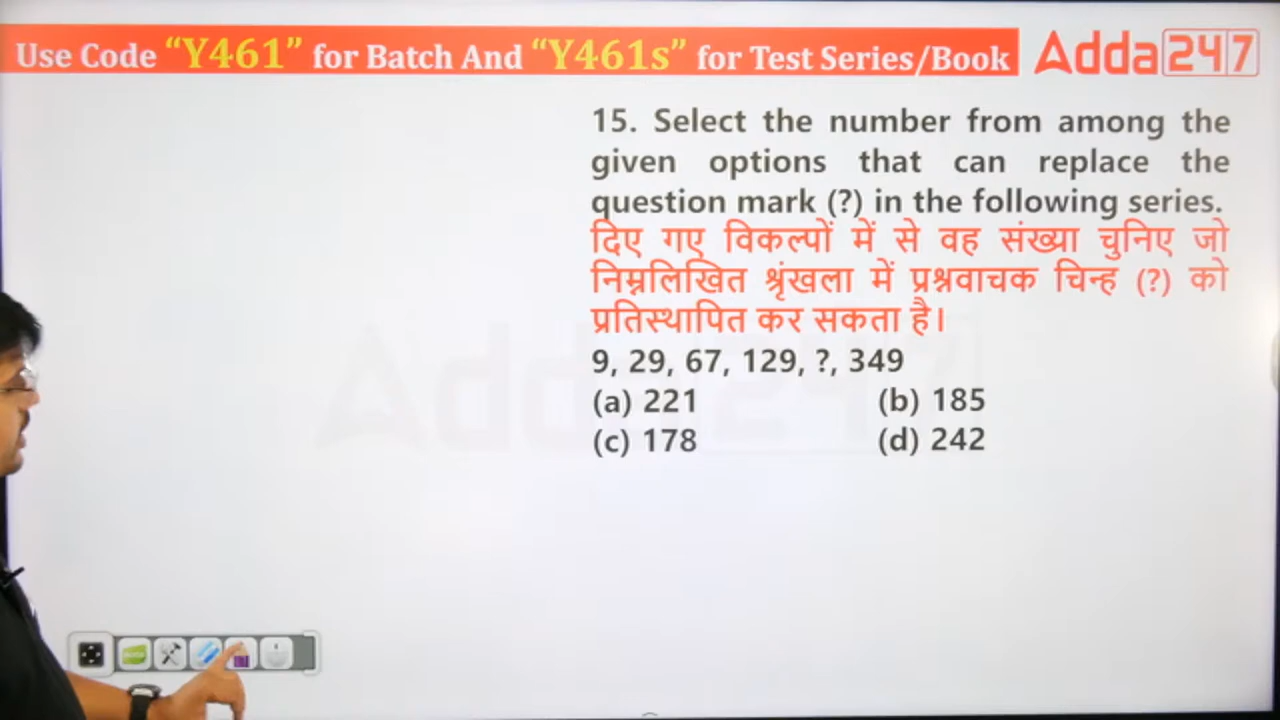 Use Code “Y461” for Batch And “Y461s” for Test Series/Book
Adda247
15. Select the number from among the
given options that can replace the
question mark (?) in the following series.
दिए गए विकल्पों में से वह संख्या चुनिए जो
निम्नलिखित श्रृंखला में प्रश्नवाचक चिन्ह (?) को
प्रतिस्थापित कर सकता है।
9, 29, 67, 129, ?, 349
(a) 221 (b) 185
(c) 178 (d) 242